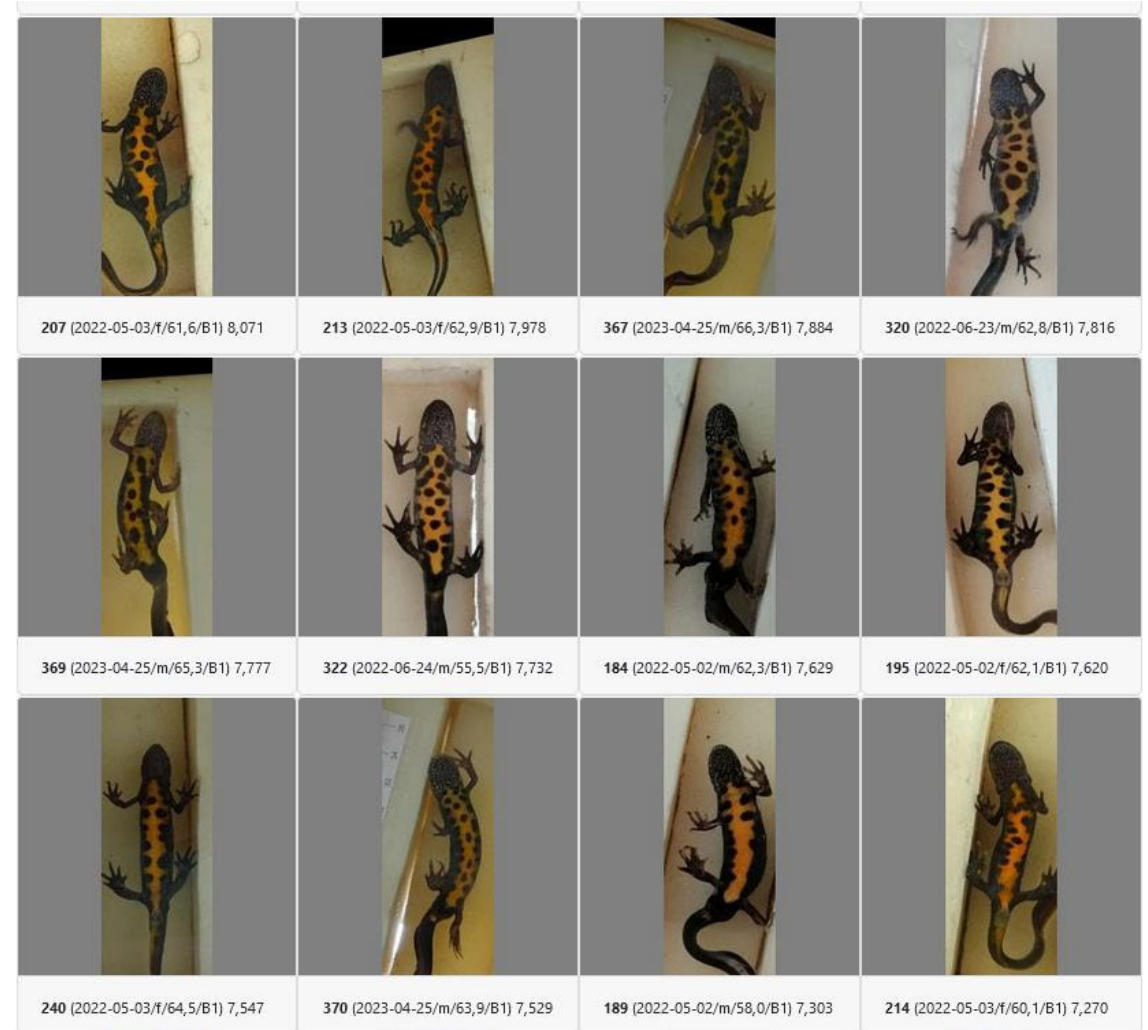 207 (2022-05-03/f/61,6/B1) 8,071
213 (2022-05-03/f/62,9/B1) 7,978
367 (2023-04-25/m/66,3/B1) 7,884
320 (2022-06-23/m/62,8/B1) 7,816
369 (2023-04-25/m/65,3/B1) 7,777
322 (2022-06-24/m/55,5/B1) 7,732
184 (2022-05-02/m/62,3/B1) 7,629
195 (2022-05-02/f/62,1/B1) 7,620
240 (2022-05-03/f/64,5/B1) 7,547
370 (2023-04-25/m/63,9/B1) 7,529
189 (2022-05-02/m/58,0/B1) 7,303
214 (2022-05-03/f/60,1/B1) 7,270